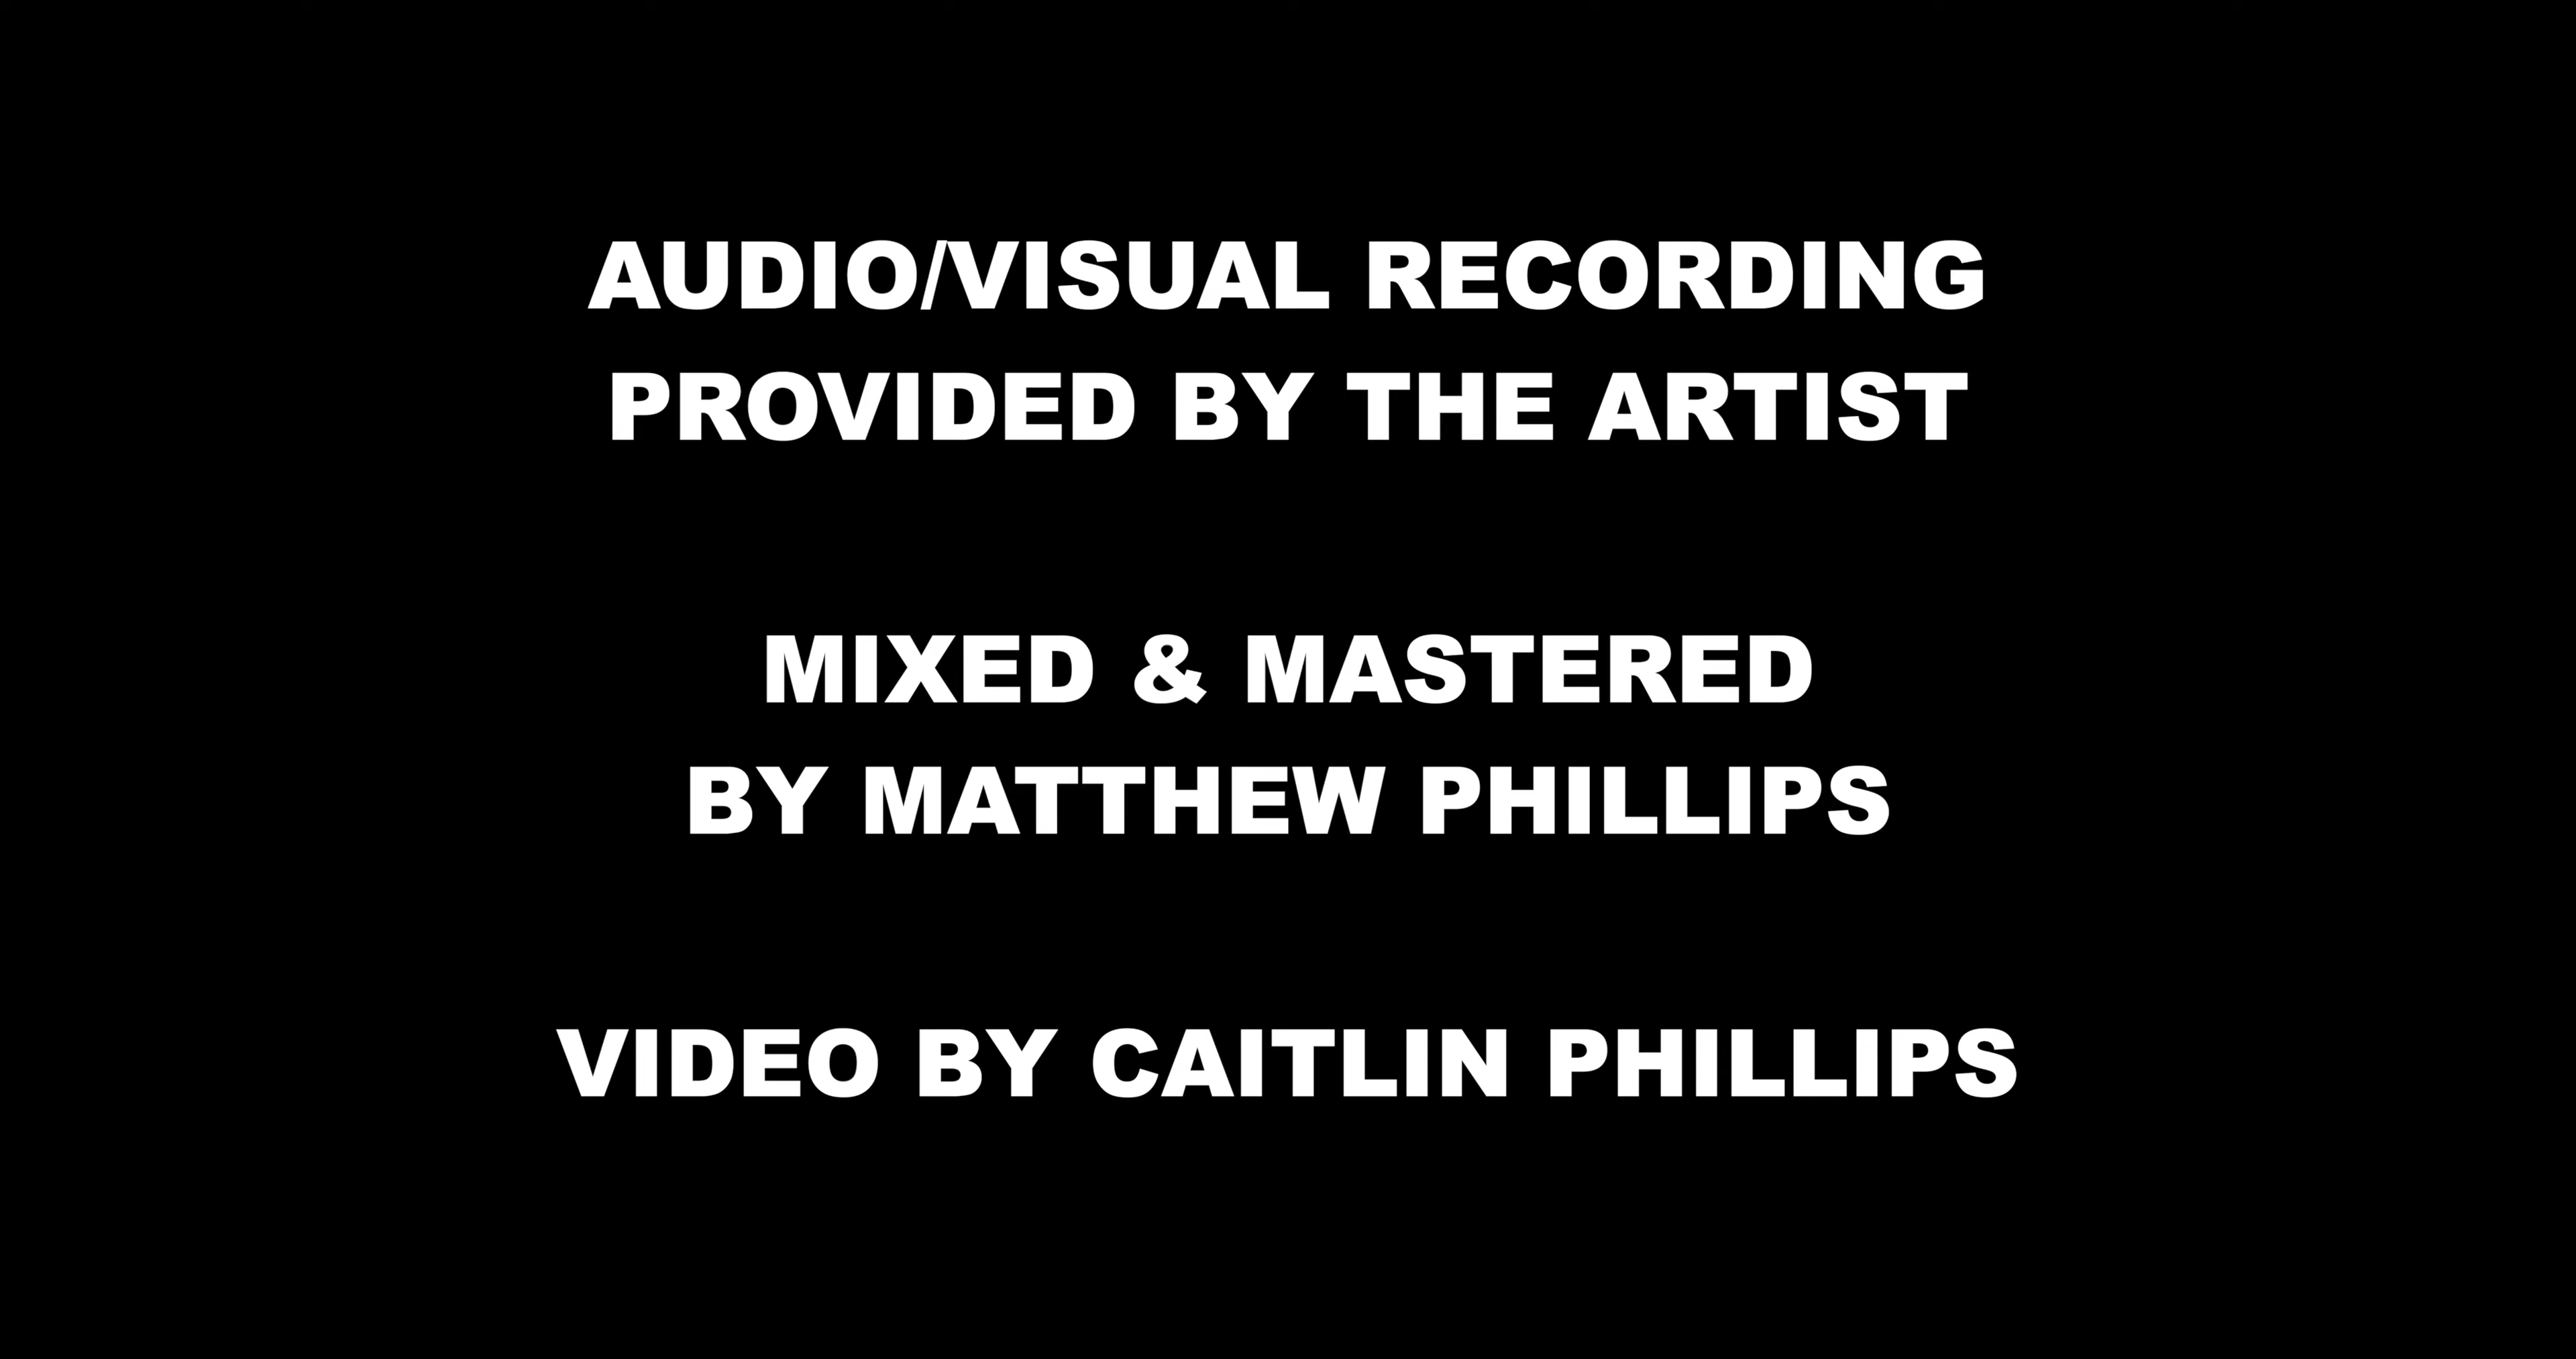 AUDIO/VISUAL RECORDING
PROVIDED BY THE ARTIST
MIXED & MASTERED
BY MATTHEW PHILLIPS
VIDEO BY CAITLIN PHILLIPS